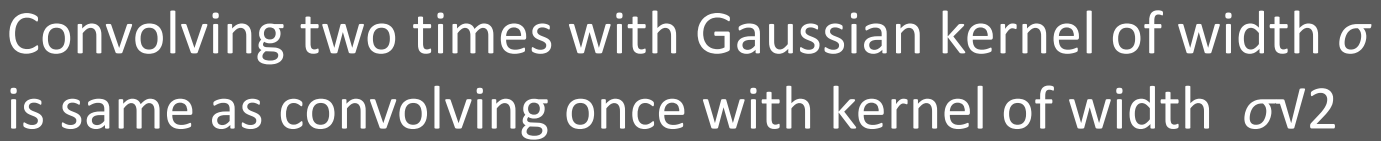 Convolving two times with Gaussian kernel of width σ
is same as convolving once with kernel of width σ√2